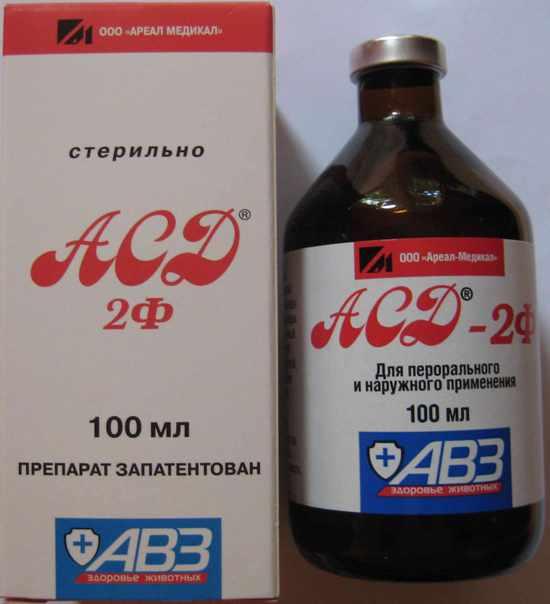 ООО «АРЕАЛ МЕДИКАЛ»
стерильно
АСД®
2Ф
100 мл
ПРЕПАРАТ ЗАПАТЕНТОВАН
АВЗ
здоровье животных
ООО «Ареал-Медикал»
АСД® -2Ф
Для перорального
и наружного применения
100 мл
АВЗ
здоровье животных